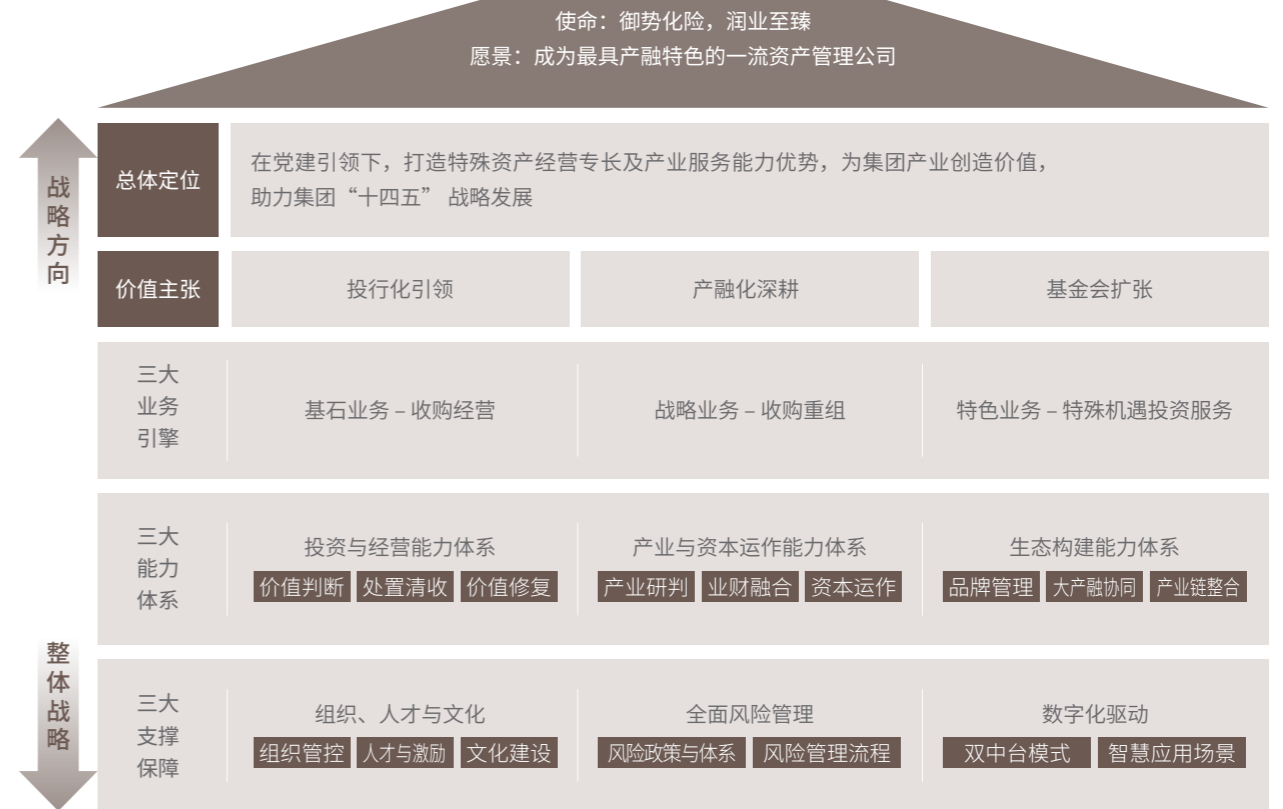 使命：御势化险，润业至臻
愿景：成为最具产融特色的一流资产管理公司
战略方向
总体定位
在党建引领下，打造特殊资产经营专长及产业服务能力优势，为集团产业创造价值，
助力集团“十四五” 战略发展
价值主张
投行化引领
产融化深耕
基金会扩张
三大
业务
引擎
基石业务 – 收购经营
战略业务 – 收购重组
特色业务 – 特殊机遇投资服务
三大
能力
体系
投资与经营能力体系
价值判断 处置清收 价值修复
产业与资本运作能力体系
产业研判 业财融合 资本运作
生态构建能力体系
品牌管理 大产融协同 产业链整合
整体战略
三大
支撑
保障
组织、人才与文化
组织管控 人才与激励 文化建设
全面风险管理
风险政策与体系 风险管理流程
数字化驱动
双中台模式 智慧应用场景